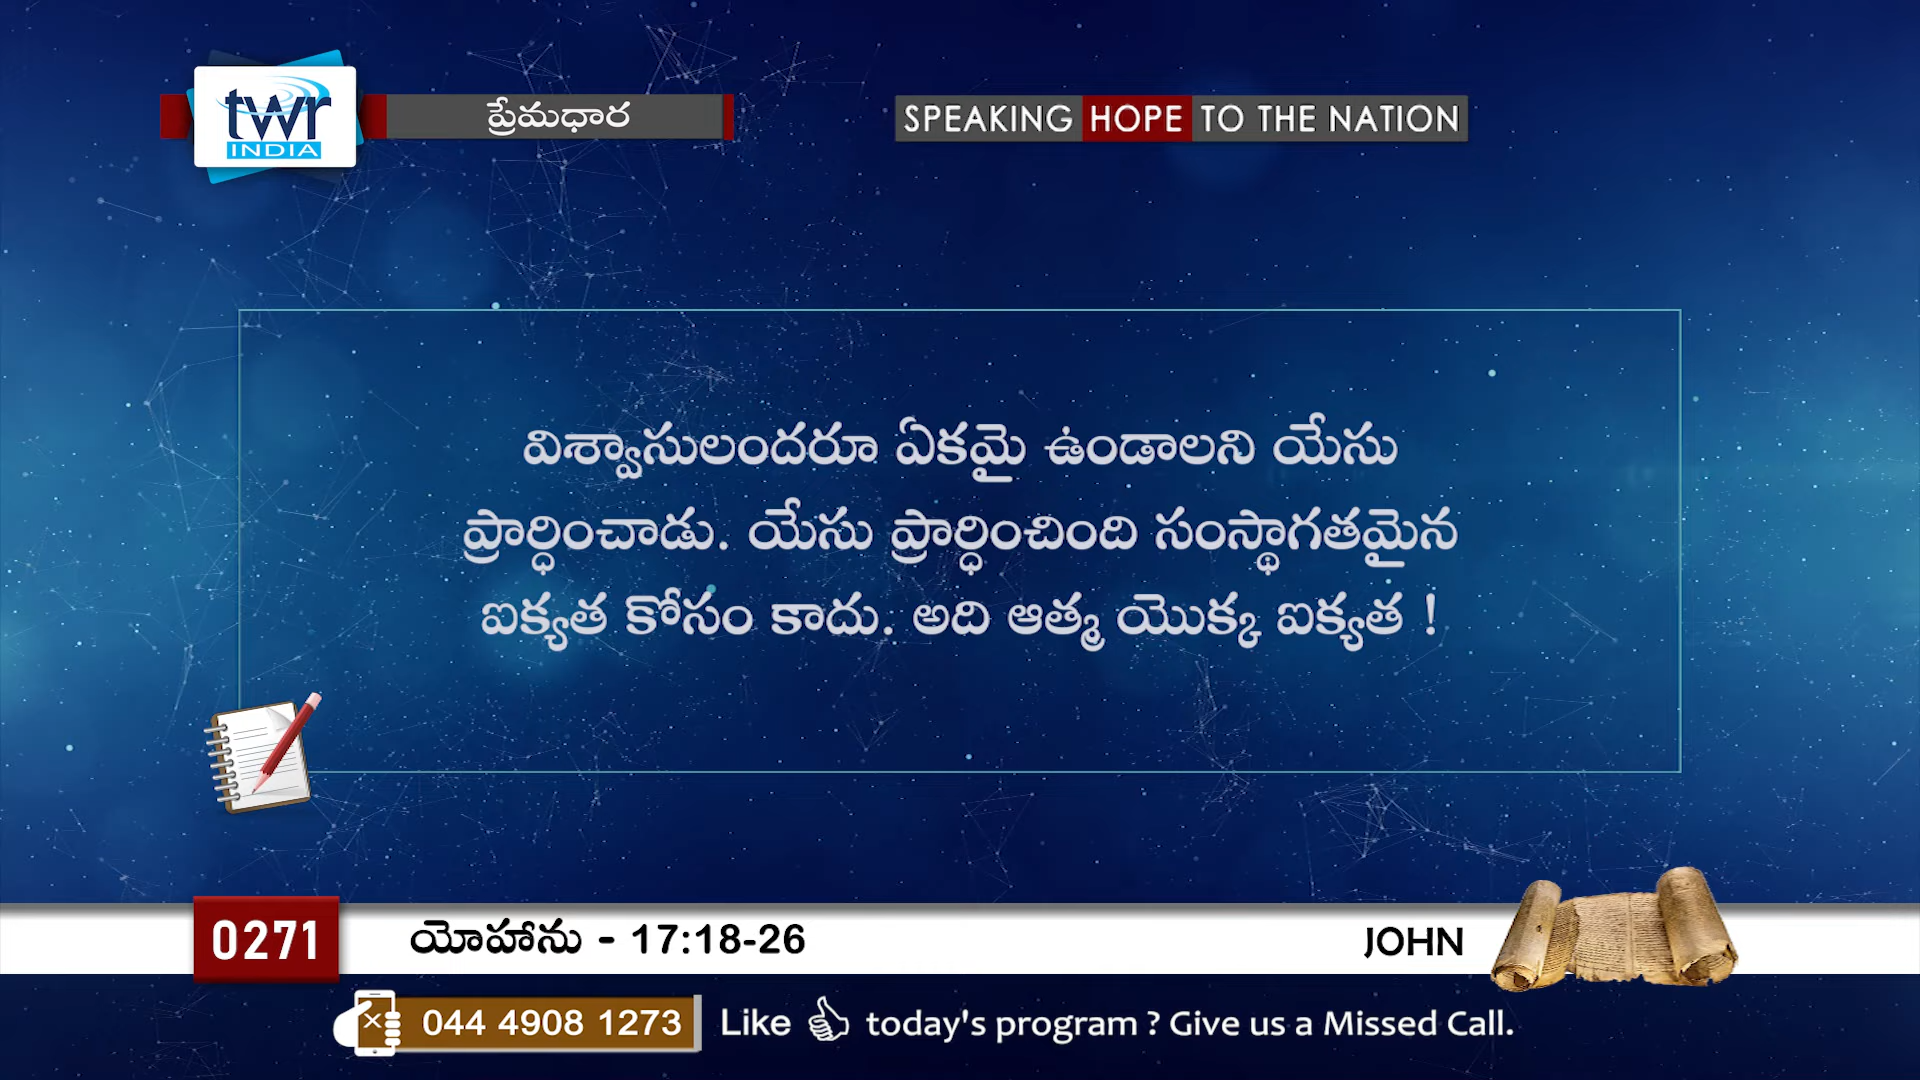 twr
INDIA
ప్రేమధార
SPEAKING HOPE TO THE NATION
విశ్వాసులందరూ ఏకమై ఉండాలని యేసు
ప్రార్ధించాడు. యేసు ప్రార్ధించింది సంస్థాగతమైన
ఐక్యత కోసం కాదు. అది ఆత్మ యొక్క ఐక్యత !
0271
యోహాను - 17:18-26
JOHN
044 4908 1273
Like today's program ? Give us a Missed Call.